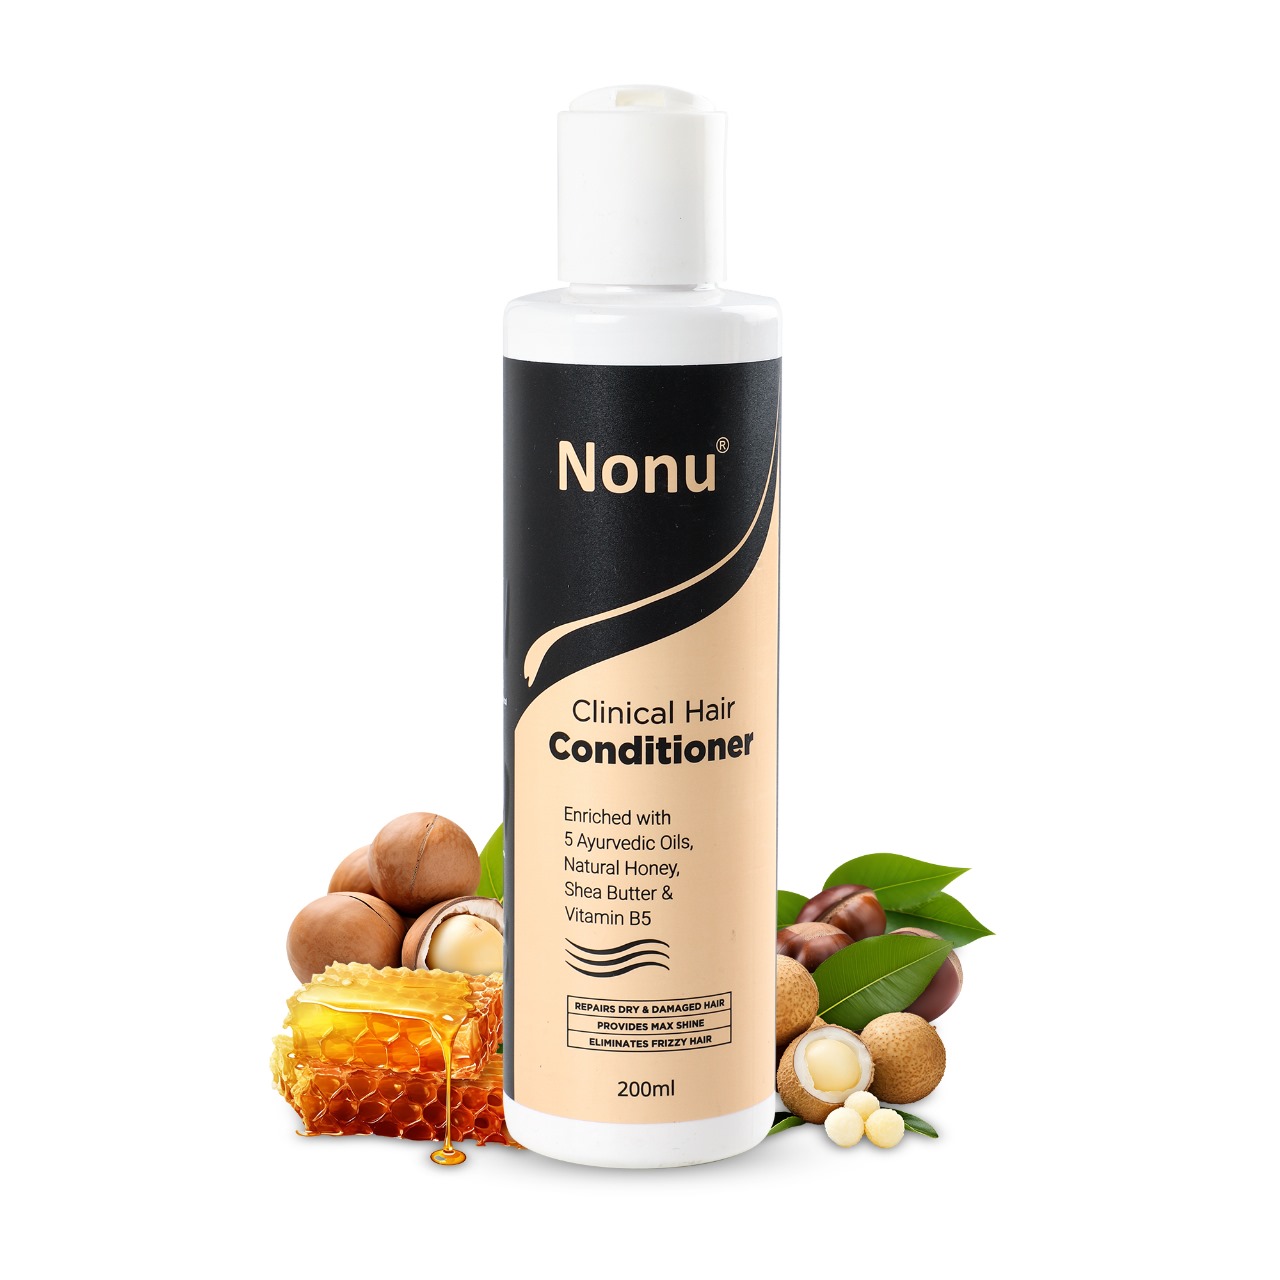 Nonu®
Clinical Hair
Conditioner
Enriched with
5 Ayurvedic Oils,
Natural Honey,
Shea Butter &
Vitamin B5
REPAIRS DRY & DAMAGED HAIR
PROVIDES MAX SHINE
ELIMINATES FRIZZY HAIR
200ml